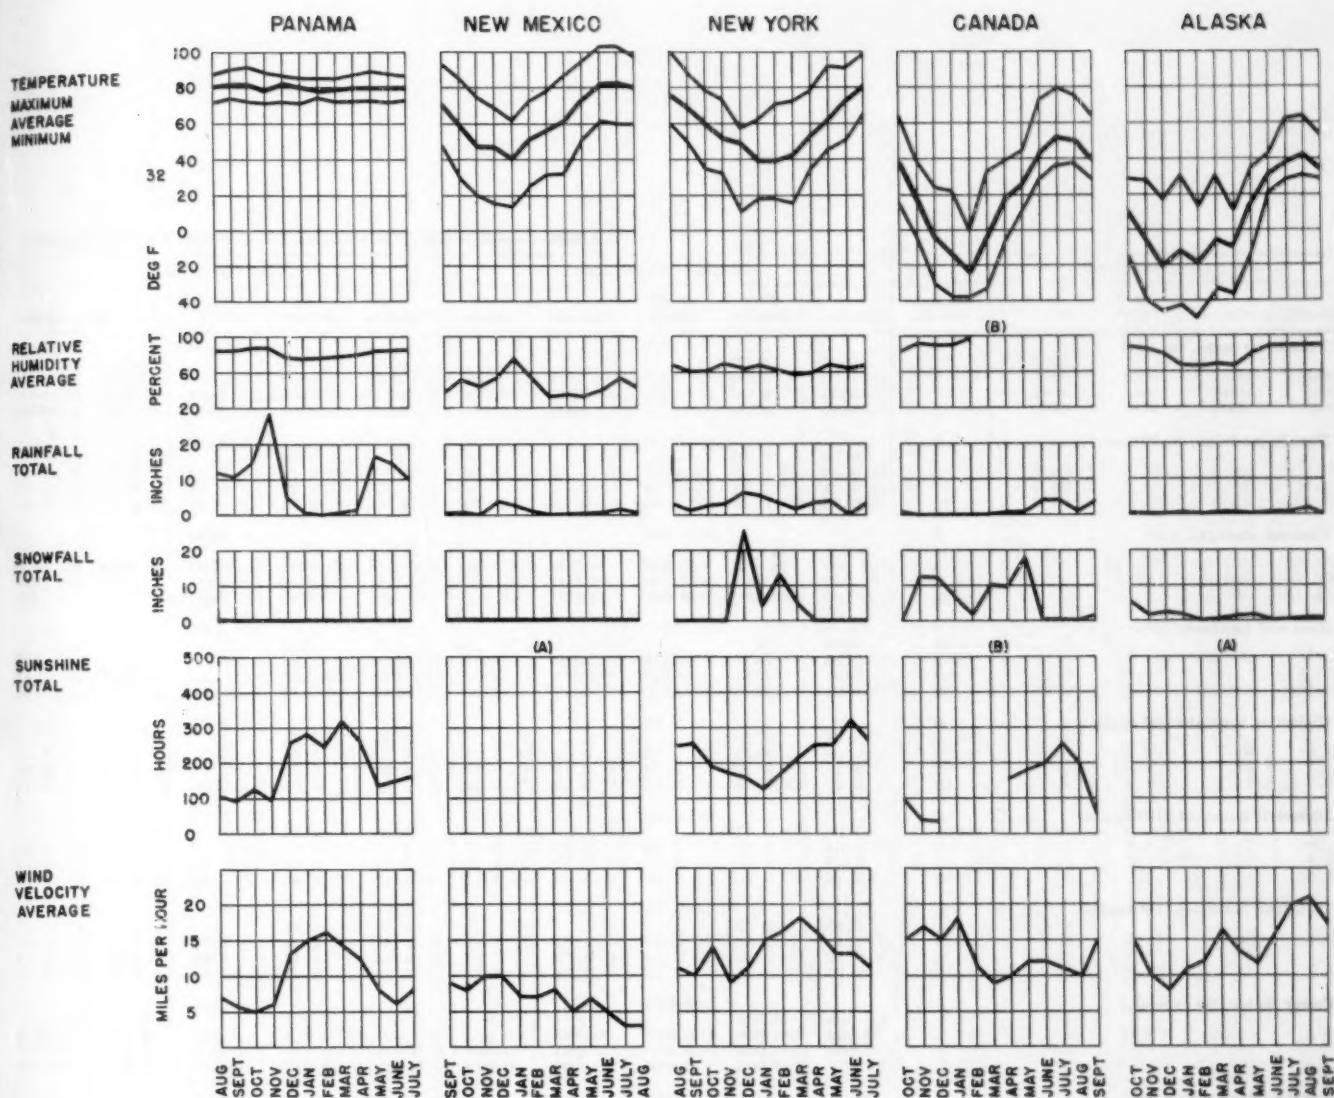 PANAMA NEW MEXICO NEW YORK CANADA ALASKA
TEMPERATURE
MAXIMUM
AVERAGE
MINIMUM
DEG F
100
80
60
40
32
20
0
20
40
RELATIVE
HUMIDITY
AVERAGE
PERCENT
100
60
20
(B)
RAINFALL
TOTAL
INCHES
20
10
0
SNOWFALL
TOTAL
INCHES
20
10
0
SUNSHINE
TOTAL
HOURS
500
400
300
200
100
0
(A) (B) (A)
WIND
VELOCITY
AVERAGE
MILES PER HOUR
20
15
10
5
AUG SEPT OCT NOV DEC JAN FEB MAR APR MAY JUNE JULY
SEPT OCT NOV DEC JAN FEB MAR APR MAY JUNE JULY AUG
AUG SEPT OCT NOV DEC JAN FEB MAR APR MAY JUNE JULY
OCT NOV DEC JAN FEB MAR APR MAY JUNE JULY AUG SEPT
OCT NOV DEC JAN FEB MAR APR MAY JUNE JULY AUG SEPT